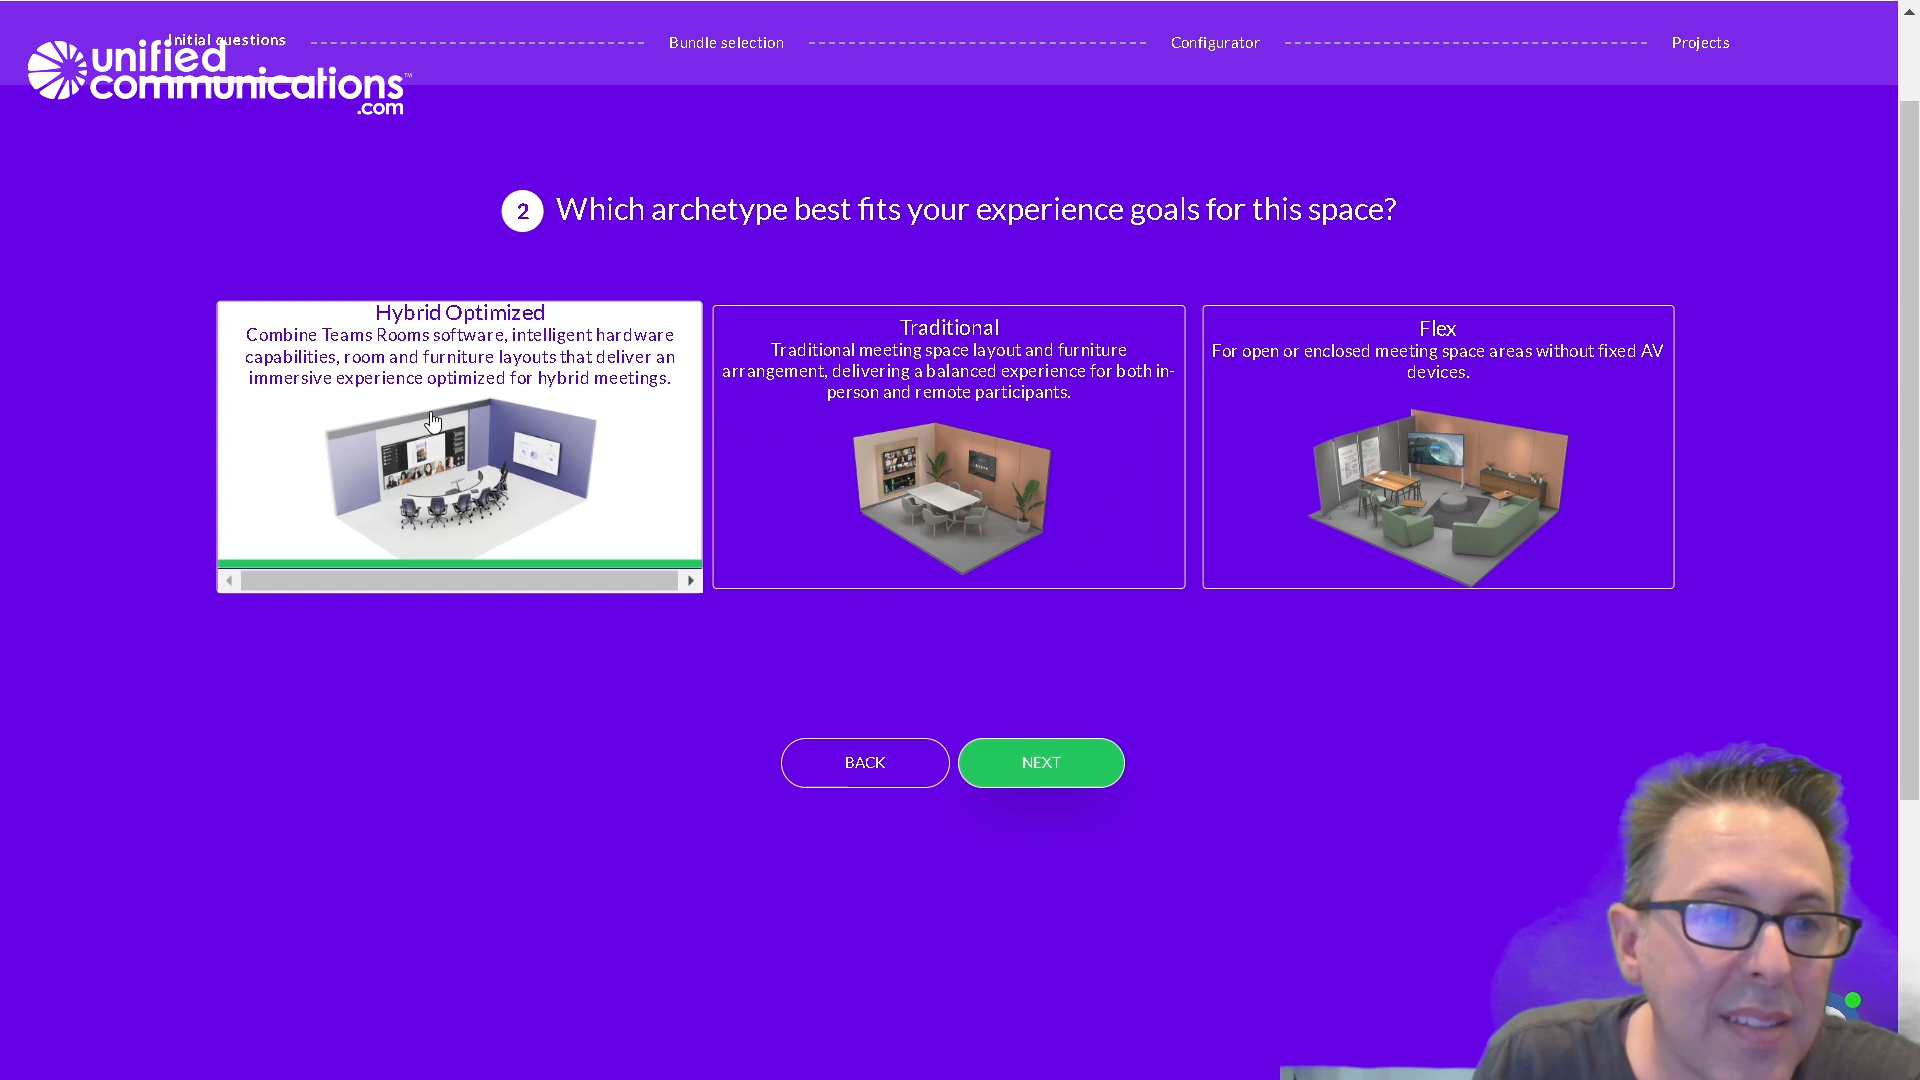 Initial questions
Bundle selection
Configurator
Projects
unified
communications™
.com
2 Which archetype best fits your experience goals for this space?
Hybrid Optimized
Combine Teams Rooms software, intelligent hardware
capabilities, room and furniture layouts that deliver an
immersive experience optimized for hybrid meetings.
Traditional
Traditional meeting space layout and furniture
arrangement, delivering a balanced experience for both in-
person and remote participants.
Flex
For open or enclosed meeting space areas without fixed AV
devices.
BACK
NEXT